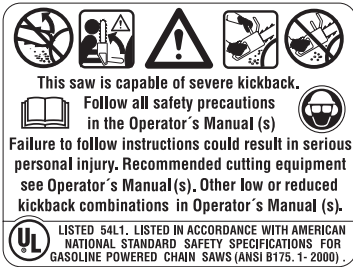 This saw is capable of severe kickback.
Follow all safety precautions
in the Operator´s Manual (s)
Failure to follow instructions could result in serious
personal injury. Recommended cutting equipment
see Operator´s Manual (s). Other low or reduced
kickback combinations in Operator´s Manual (s).
UL LISTED 54L1. LISTED IN ACCORDANCE WITH AMERICAN
NATIONAL STANDARD SAFETY SPECIFICATIONS FOR
GASOLINE POWERED CHAIN SAWS (ANSI B175. 1- 2000) .